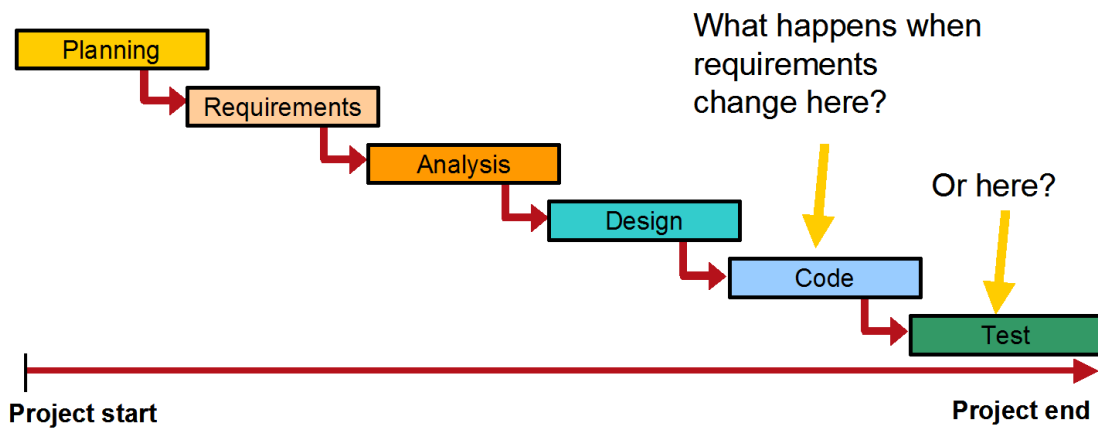 What happens when
requirements
change here?
Planning
Requirements
Analysis
Or here?
Design
Code
Test
Project start
Project end